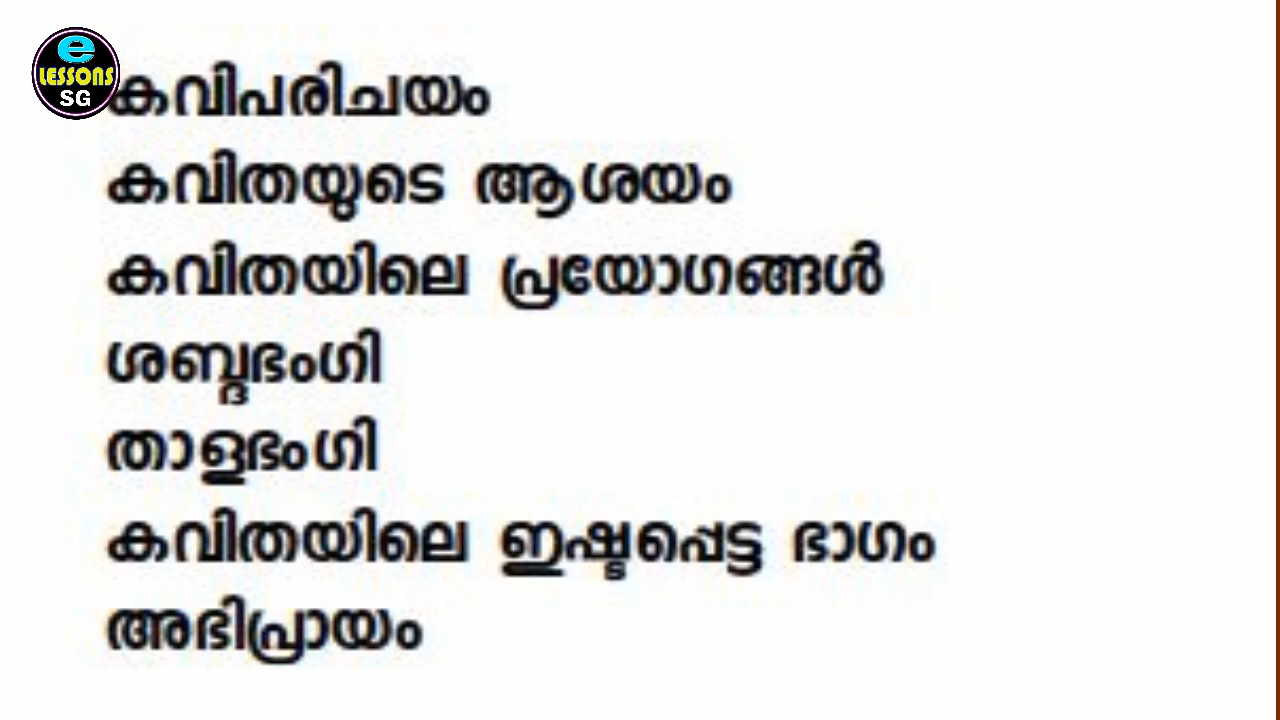 e
LESSONS
SG
കവിപരിചയം
കവിതയുടെ ആശയം
കവിതയിലെ പ്രയോഗങ്ങൾ
ശബ്ദഭംഗി
താളഭംഗി
കവിതയിലെ ഇഷ്ടപ്പെട്ട ഭാഗം
അഭിപ്രായം